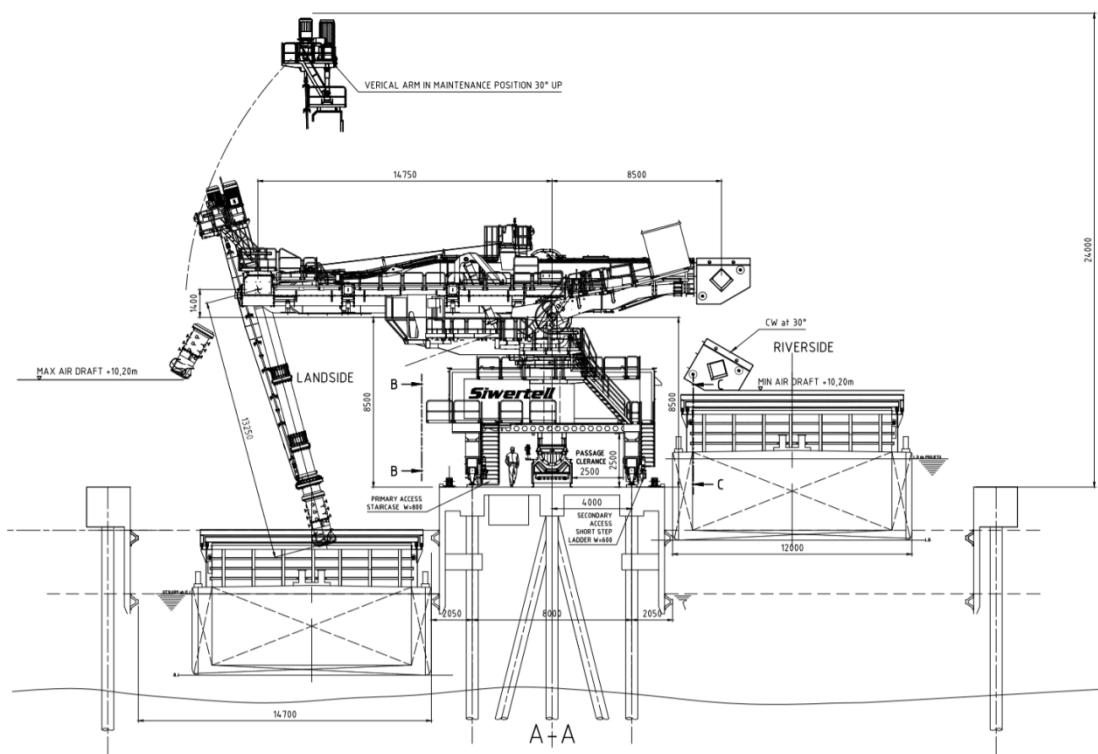 VERICAL ARM IN MAINTENANCE POSITION 30° UP
14750
8500
24000
1400
CW at 30°
RIVERSIDE
LANDSIDE
MAX AIR DRAFT +10,20m
MIN AIR DRAFT +10,20m
B
C
Siwertell
8500
8500
13250
PASSAGE
CLERANCE
2500
2500
B
C
PRIMARY ACCESS
STAIRCASE W=800
4000
SECONDARY
ACCESS
SHORT STEP
LADDER W=600
12000
2050
8000
2050
14700
A-A